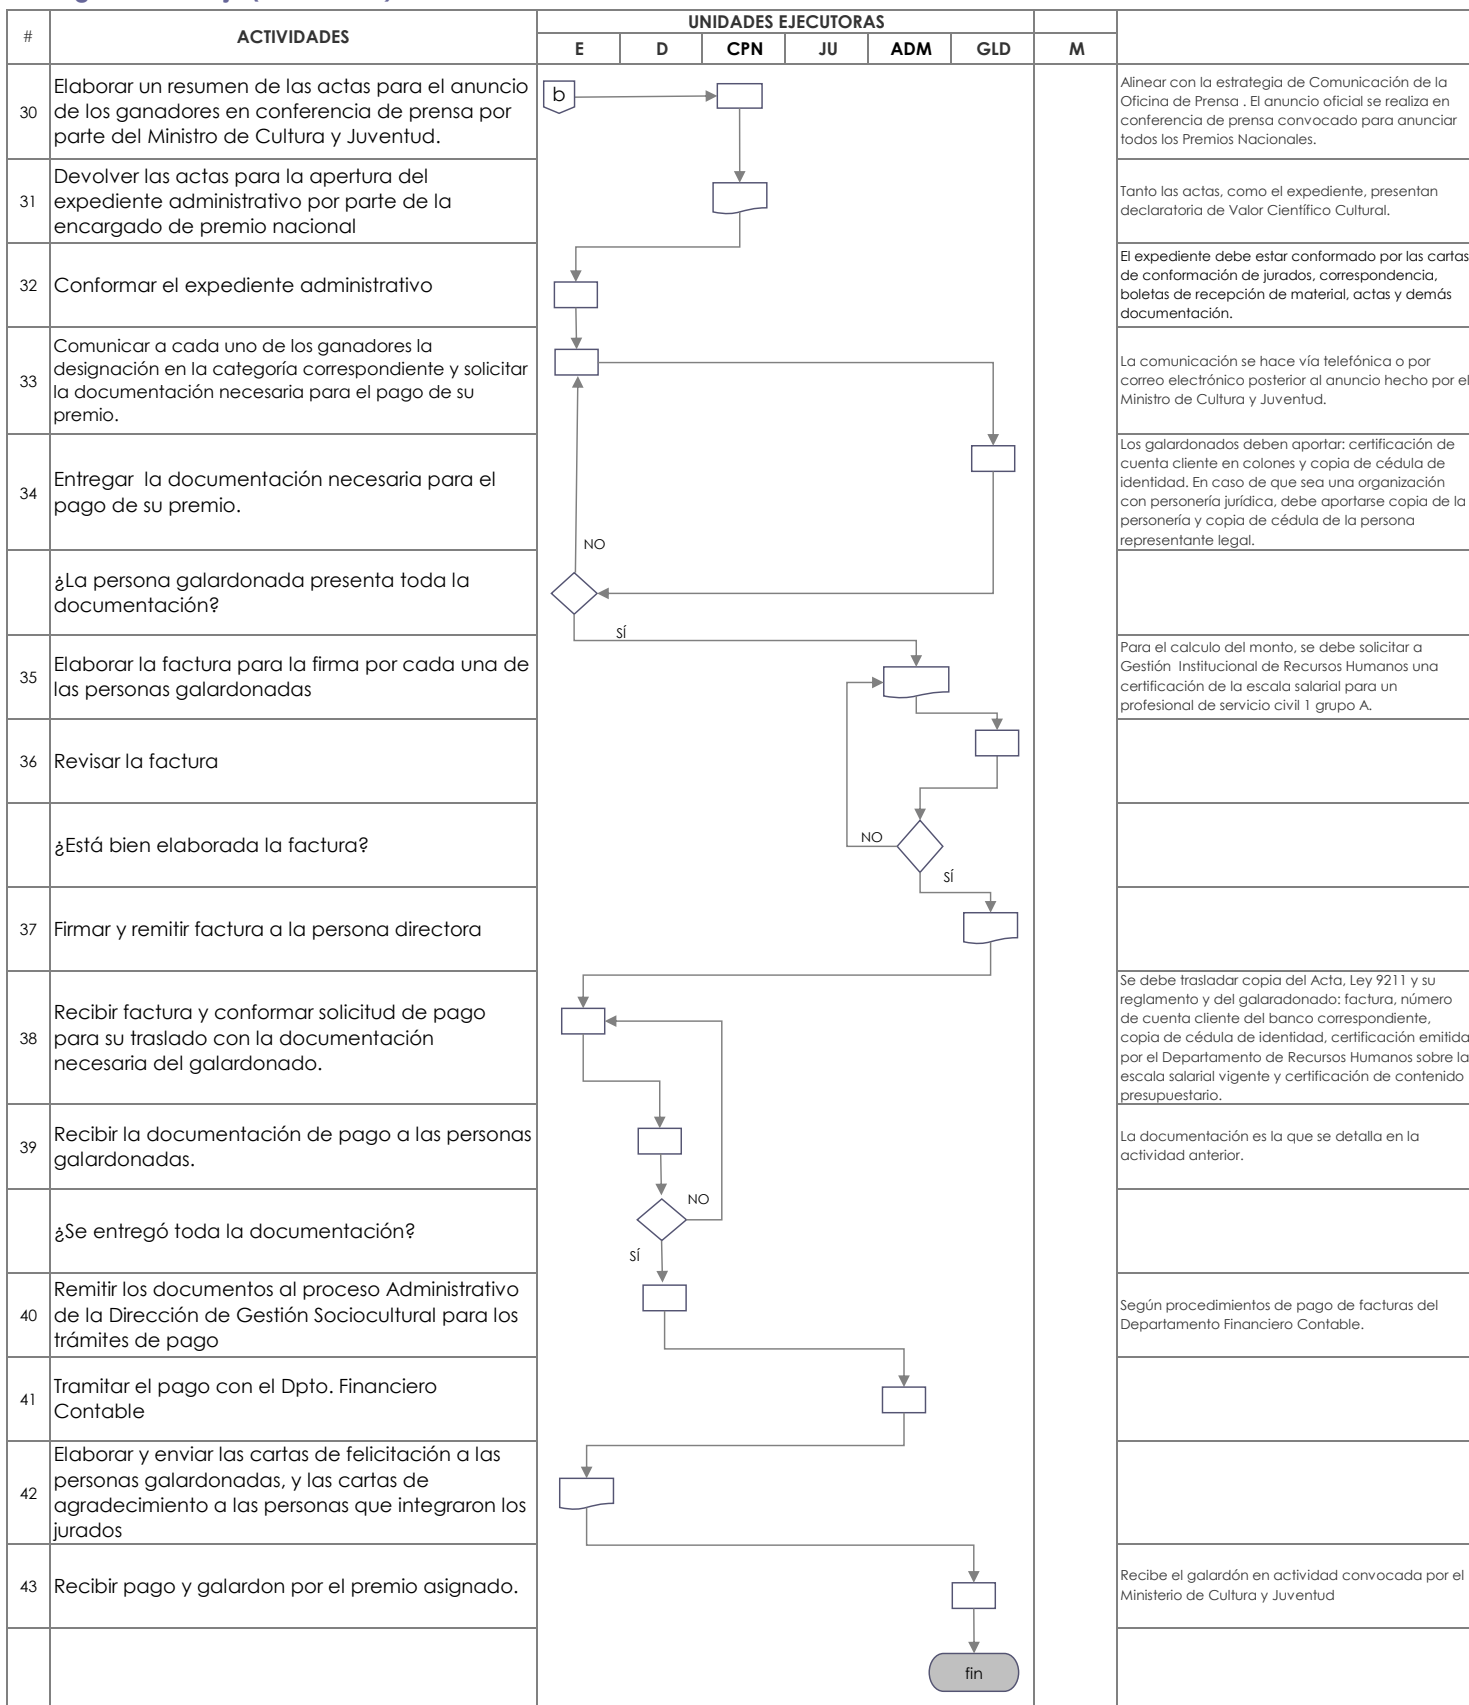 #
ACTIVIDADES
UNIDADES EJECUTORAS
E D CPN JU ADM GLD M
30
Elaborar un resumen de las actas para el anuncio
de los ganadores en conferencia de prensa por
parte del Ministro de Cultura y Juventud.
b
Alinear con la estrategia de Comunicación de la
Oficina de Prensa . El anuncio oficial se realiza en
conferencia de prensa convocado para anunciar
todos los Premios Nacionales.
31
Devolver las actas para la apertura del
expediente administrativo por parte de la
encargado de premio nacional
Tanto las actas, como el expediente, presentan
declaratoria de Valor Científico Cultural.
32
Conformar el expediente administrativo
El expediente debe estar conformado por las cartas
de conformación de jurados, correspondencia,
boletas de recepción de material, actas y demás
documentación.
33
Comunicar a cada uno de los ganadores la
designación en la categoría correspondiente y solicitar
la documentación necesaria para el pago de su
premio.
La comunicación se hace vía telefónica o por
correo electrónico posterior al anuncio hecho por el
Ministro de Cultura y Juventud.
34
Entregar  la documentación necesaria para el
pago de su premio.
Los galardonados deben aportar: certificación de
cuenta cliente en colones y copia de cédula de
identidad. En caso de que sea una organización
con personería jurídica, debe aportarse copia de la
personería y copia de cédula de la persona
representante legal.
NO
¿La persona galardonada presenta toda la
documentación?
SÍ
35
Elaborar la factura para la firma por cada una de
las personas galardonadas
Para el calculo del monto, se debe solicitar a
Gestión  Institucional de Recursos Humanos una
certificación de la escala salarial para un
profesional de servicio civil 1 grupo A.
36
Revisar la factura
¿Está bien elaborada la factura?
NO
SÍ
37
Firmar y remitir factura a la persona directora
38
Recibir factura y conformar solicitud de pago
para su traslado con la documentación
necesaria del galardonado.
Se debe trasladar copia del Acta, Ley 9211 y su
reglamento y del galaradonado: factura, número
de cuenta cliente del banco correspondiente,
copia de cédula de identidad, certificación emitida
por el Departamento de Recursos Humanos sobre la
escala salarial vigente y certificación de contenido
presupuestario.
39
Recibir la documentación de pago a las personas
galardonadas.
La documentación es la que se detalla en la
actividad anterior.
¿Se entregó toda la documentación?
NO
SÍ
40
Remitir los documentos al proceso Administrativo
de la Dirección de Gestión Sociocultural para los
trámites de pago
Según procedimientos de pago de facturas del
Departamento Financiero Contable.
41
Tramitar el pago con el Dpto. Financiero
Contable
42
Elaborar y enviar las cartas de felicitación a las
personas galardonadas, y las cartas de
agradecimiento a las personas que integraron los
jurados
43
Recibir pago y galardon por el premio asignado.
Recibe el galardón en actividad convocada por el
Ministerio de Cultura y Juventud
fin